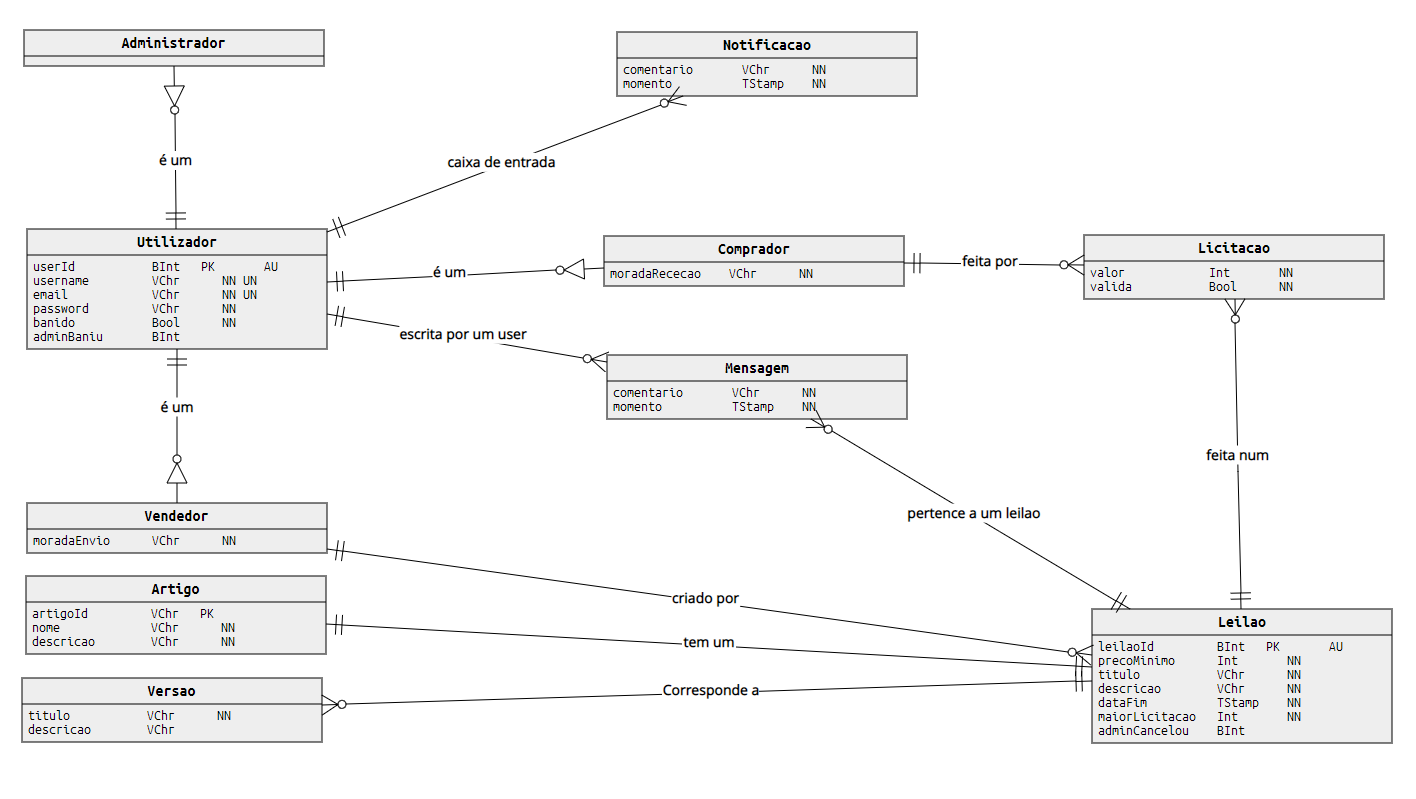 Administrador
Notificacao
comentario VChr NN
momento TStamp NN
é um
caixa de entrada
Utilizador
userId BInt PK AU
username VChr NN UN
email VChr NN UN
password VChr NN
banido Bool NN
adminBaniu BInt
é um
Comprador
moradaRececao VChr NN
feita por
Licitacao
valor Int NN
valida Bool NN
escrita por um user
Mensagem
comentario VChr NN
momento TStamp NN
é um
feita num
Vendedor
moradaEnvio VChr NN
pertence a um leilao
Artigo
artigoId VChr PK
nome VChr NN
descricao VChr NN
criado por
tem um
Leilao
leilaoId BInt PK AU
precoMinimo Int NN
titulo VChr NN
descricao VChr NN
dataFim TStamp NN
maiorLicitacao Int NN
adminCancelou BInt
Versao
titulo VChr NN
descricao VChr
Corresponde a